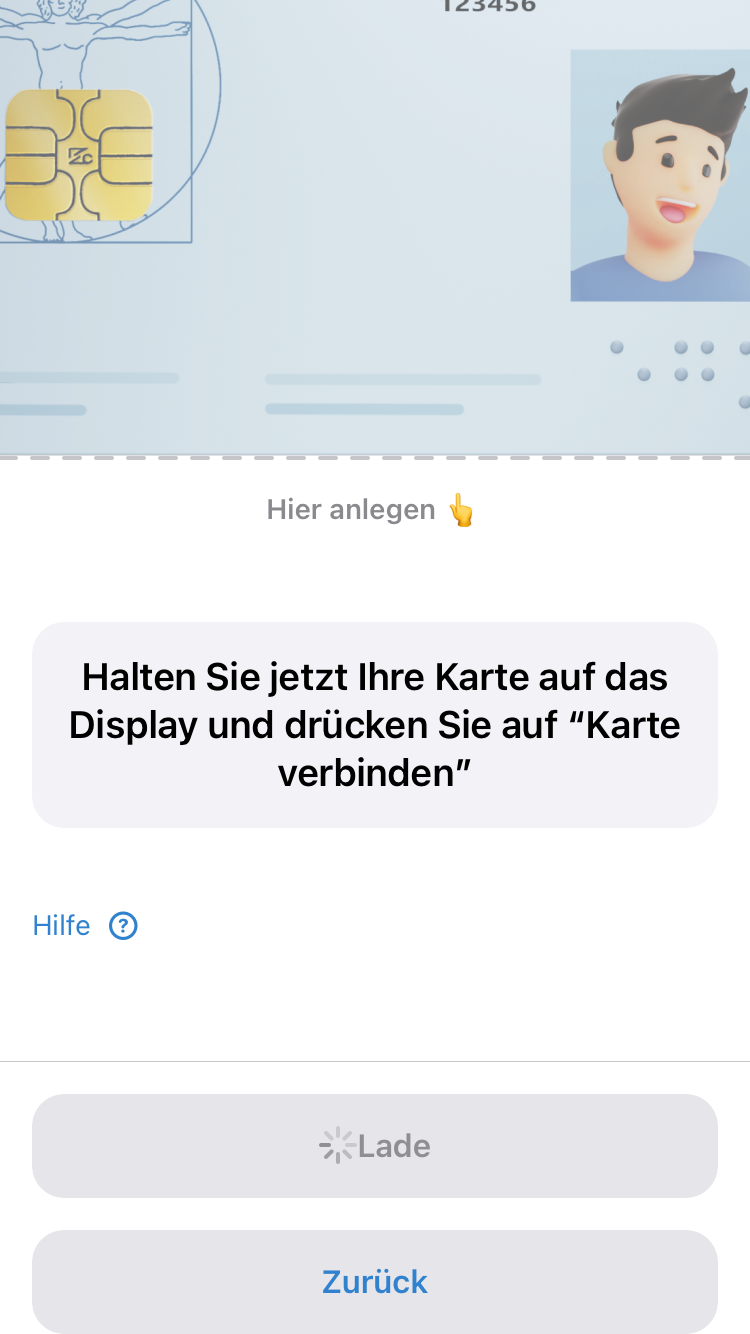 123456
Hier anlegen 👆
Halten Sie jetzt Ihre Karte auf das
Display und drücken Sie auf “Karte
verbinden”
Hilfe ?
Lade
Zurück